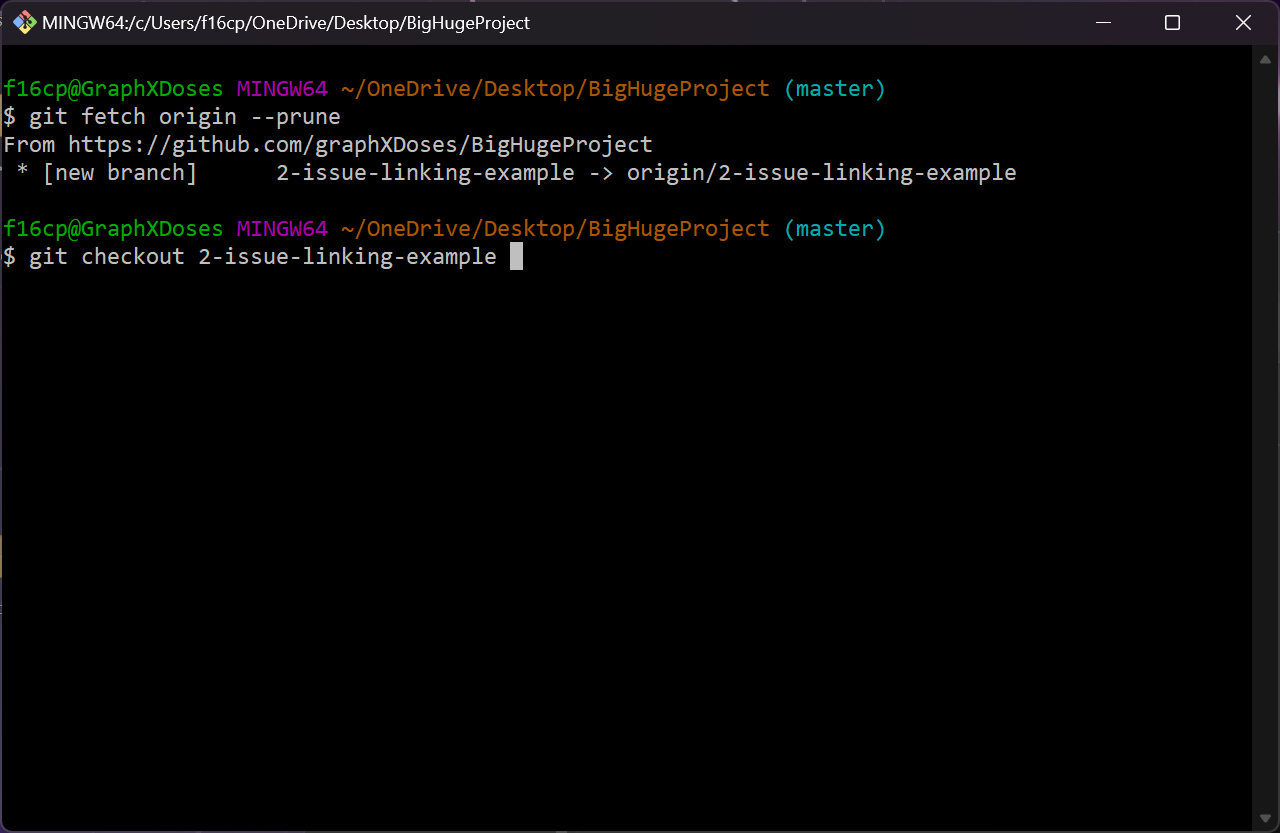 MINGW64:/c/Users/f16cp/OneDrive/Desktop/BigHugeProject
f16cp@GraphXDoses MINGW64 ~/OneDrive/Desktop/BigHugeProject (master)
$ git fetch origin --prune
From https://github.com/graphXDoses/BigHugeProject
 * [new branch]      2-issue-linking-example -> origin/2-issue-linking-example
f16cp@GraphXDoses MINGW64 ~/OneDrive/Desktop/BigHugeProject (master)
$ git checkout 2-issue-linking-example